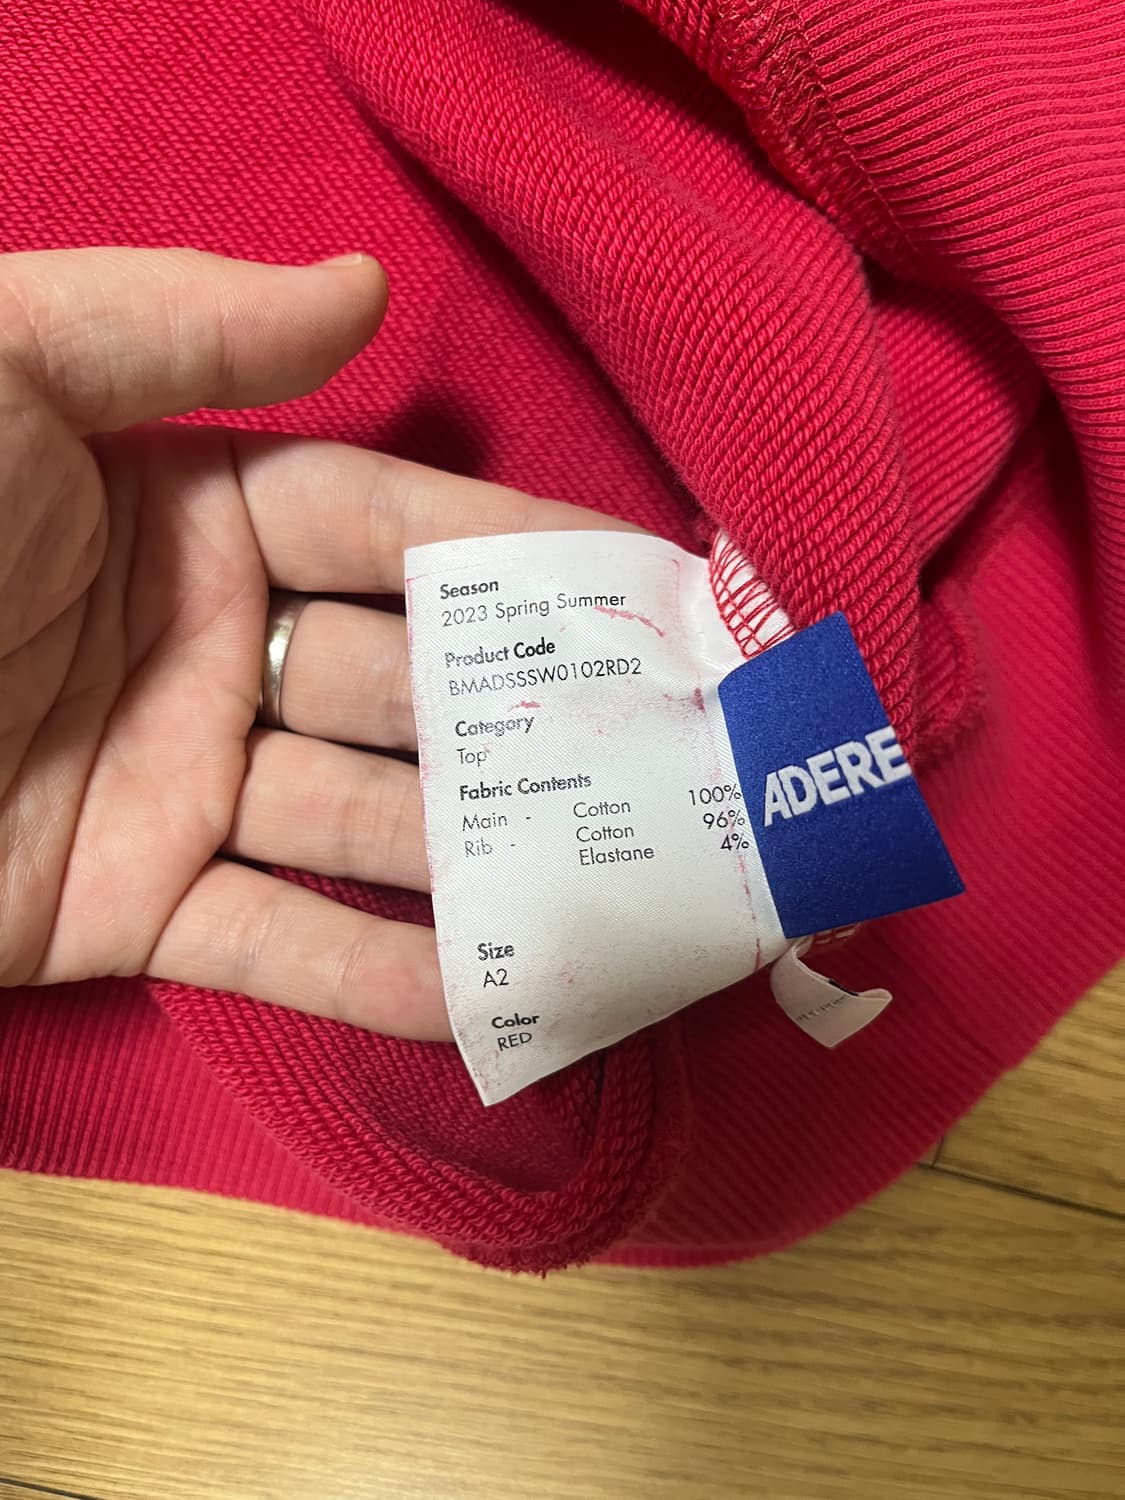 Season
2023 Spring Summer
Product Code
BMADSSSW0102RD2
Category
Top
Fabric Contents
Main - Cotton 100%
Rib - Cotton 96%
Elastane 4%
Size
A2
Color
RED
ADERE